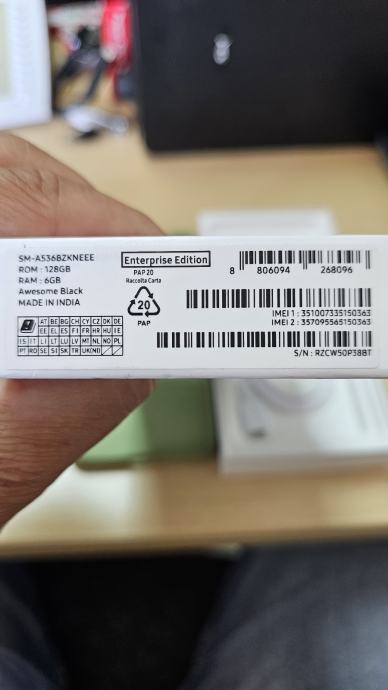 SM-A536BZKNEEE
ROM : 128GB
RAM : 6GB
Awesome Black
MADE IN INDIA
Enterprise Edition
PAP 20
Raccolta Carta
20
PAP
8 806094 268096
IMEI 1 : 351007335150363
IMEI 2 : 357095565150363
S/N : RZCW50P38BT
AT BE BG CH CY CZ DK DE
EE EL ES FI FR HR HU IE
IS IT LI LT LU LV MT NL NO PL
PT RO SE SI SK TR UK(NI)